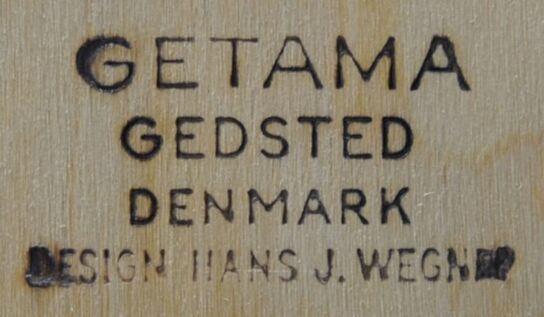 GETAMA
GEDSTED
DENMARK
DESIGN HANS J. WEGNER